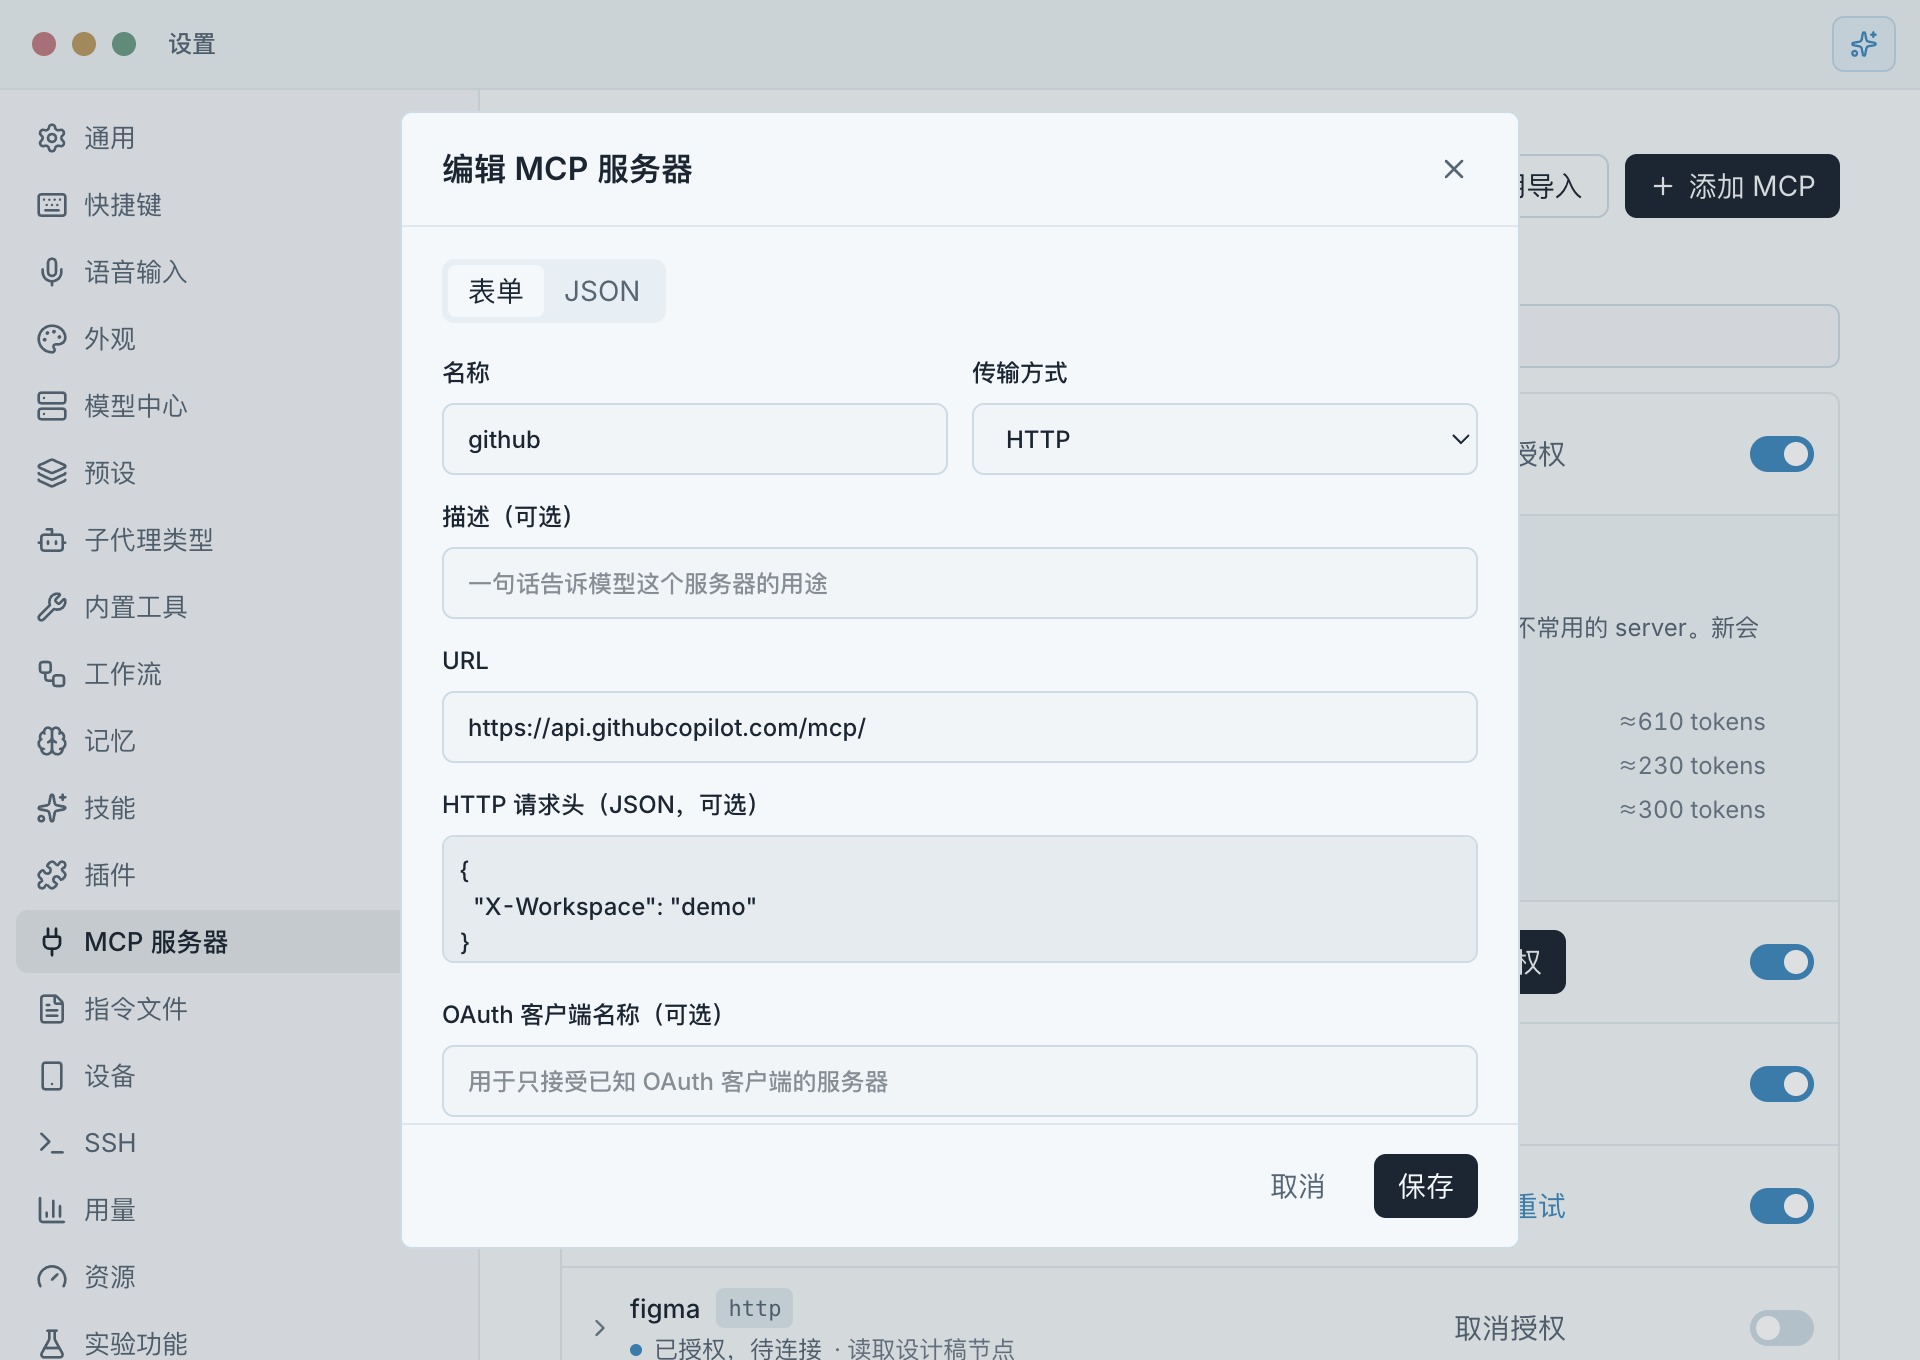 设置
通用
快捷键
语音输入
外观
模型中心
预设
子代理类型
内置工具
工作流
记忆
技能
插件
MCP 服务器
指令文件
设备
SSH
用量
资源
实验功能
导入
添加 MCP
编辑 MCP 服务器
表单
JSON
名称
传输方式
github
HTTP
描述（可选）
一句话告诉模型这个服务器的用途
URL
https://api.githubcopilot.com/mcp/
HTTP 请求头（JSON，可选）
{
"X-Workspace": "demo"
}
OAuth 客户端名称（可选）
用于只接受已知 OAuth 客户端的服务器
取消
保存
授权
不常用的 server。新会
≈610 tokens
≈230 tokens
≈300 tokens
权
重试
figma
http
已授权，待连接 · 读取设计稿节点
取消授权